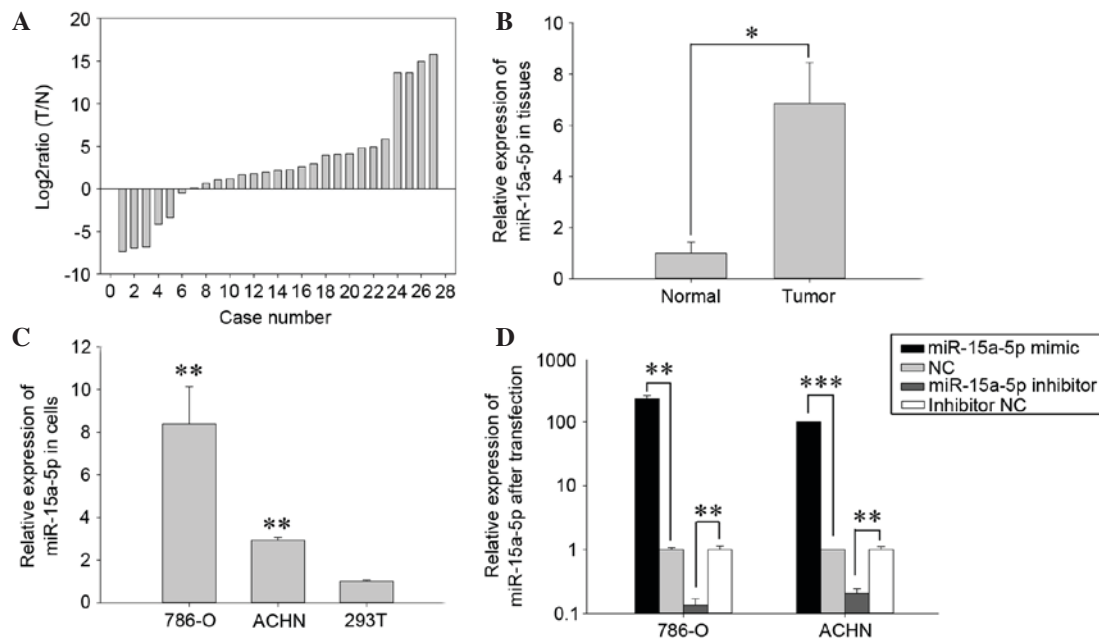 A
Log2ratio (T/N)
20
15
10
5
0
-5
-10
0 2 4 6 8 10 12 14 16 18 20 22 24 26 28
Case number
B
Relative expression of
miR-15a-5p in tissues
10
8
6
4
2
0
*
Normal Tumor
C
Relative expression of
miR-15a-5p in cells
12
10
8
6
4
2
0
**
**
786-O ACHN 293T
D
Relative expression of
miR-15a-5p after transfection
1000
100
10
1
0.1
** ***
** **
786-O ACHN
miR-15a-5p mimic
NC
miR-15a-5p inhibitor
Inhibitor NC